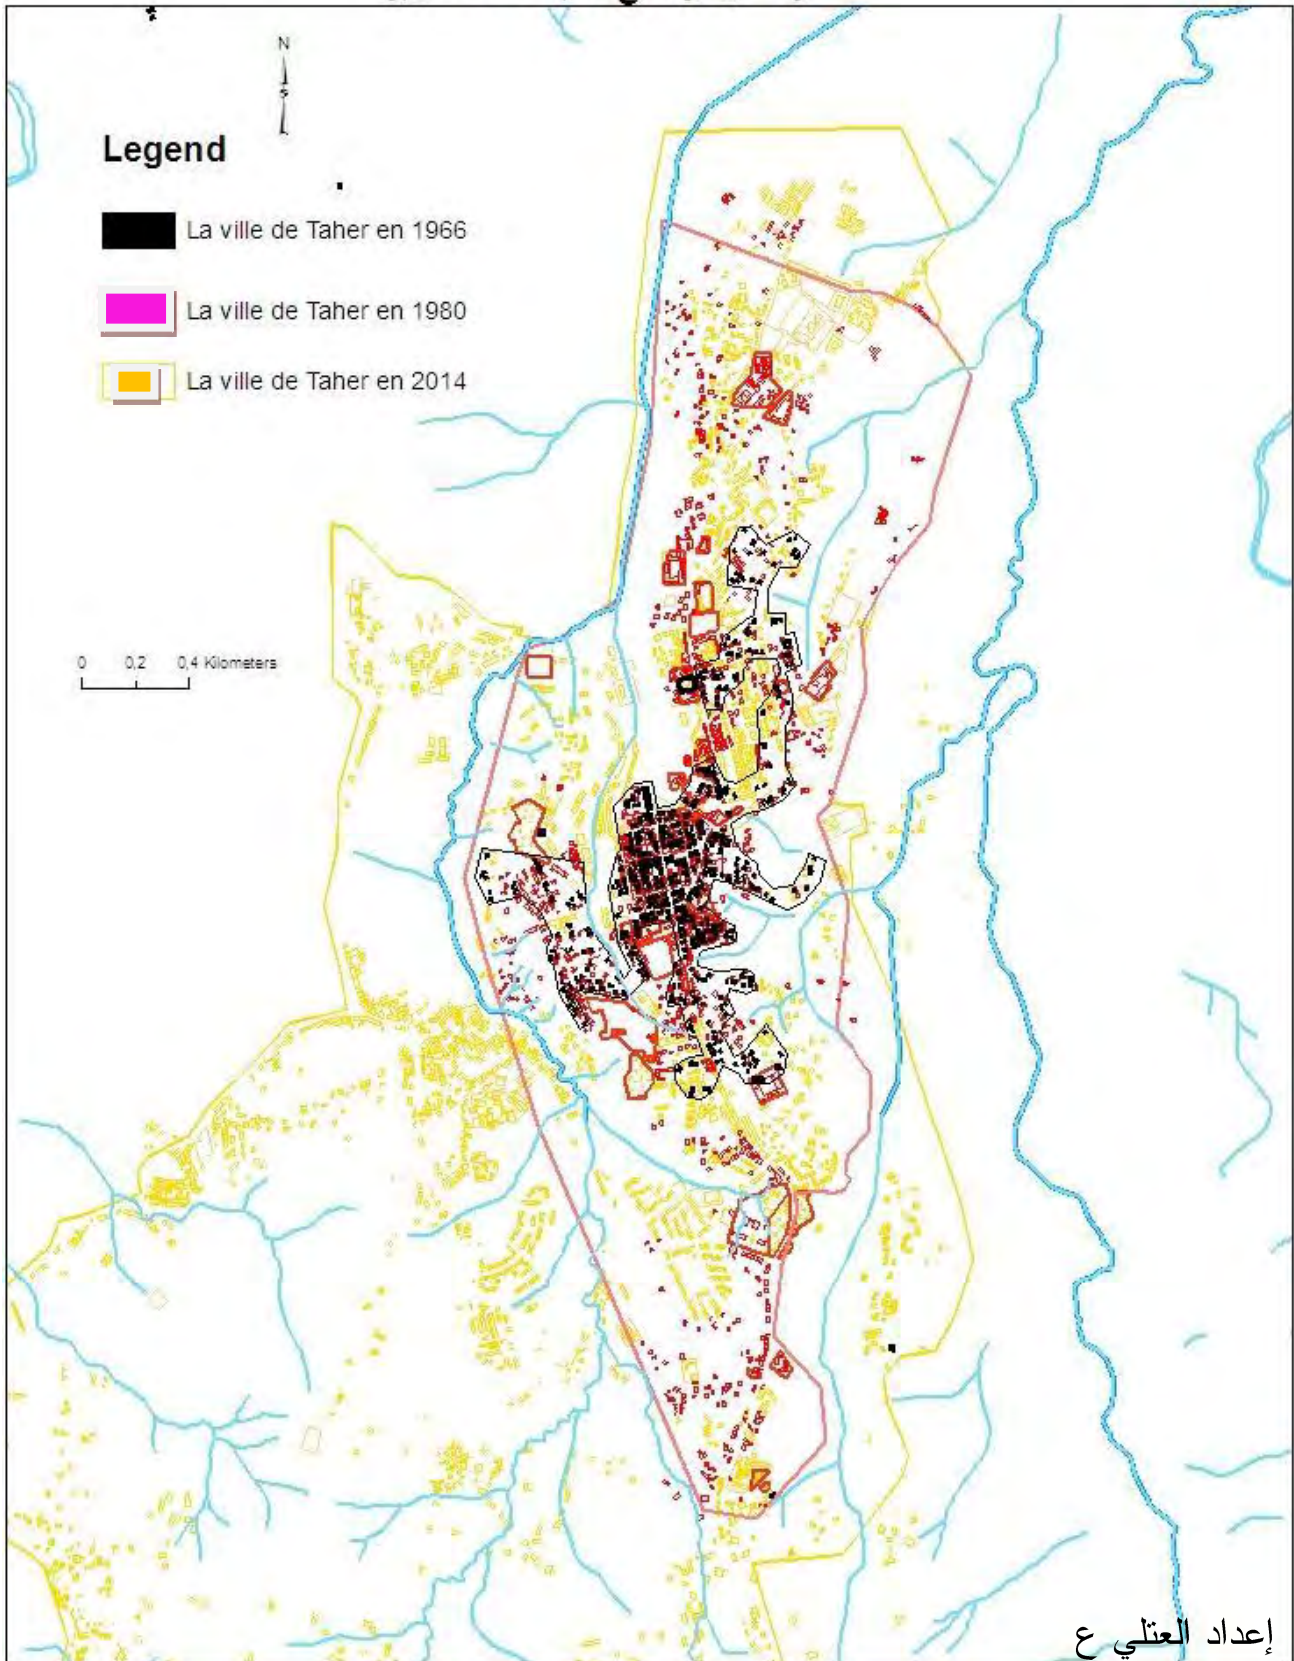 N
Legend
La ville de Taher en 1966
La ville de Taher en 1980
La ville de Taher en 2014
0 0,2 0,4 Kilometers
إعداد العتلي ع